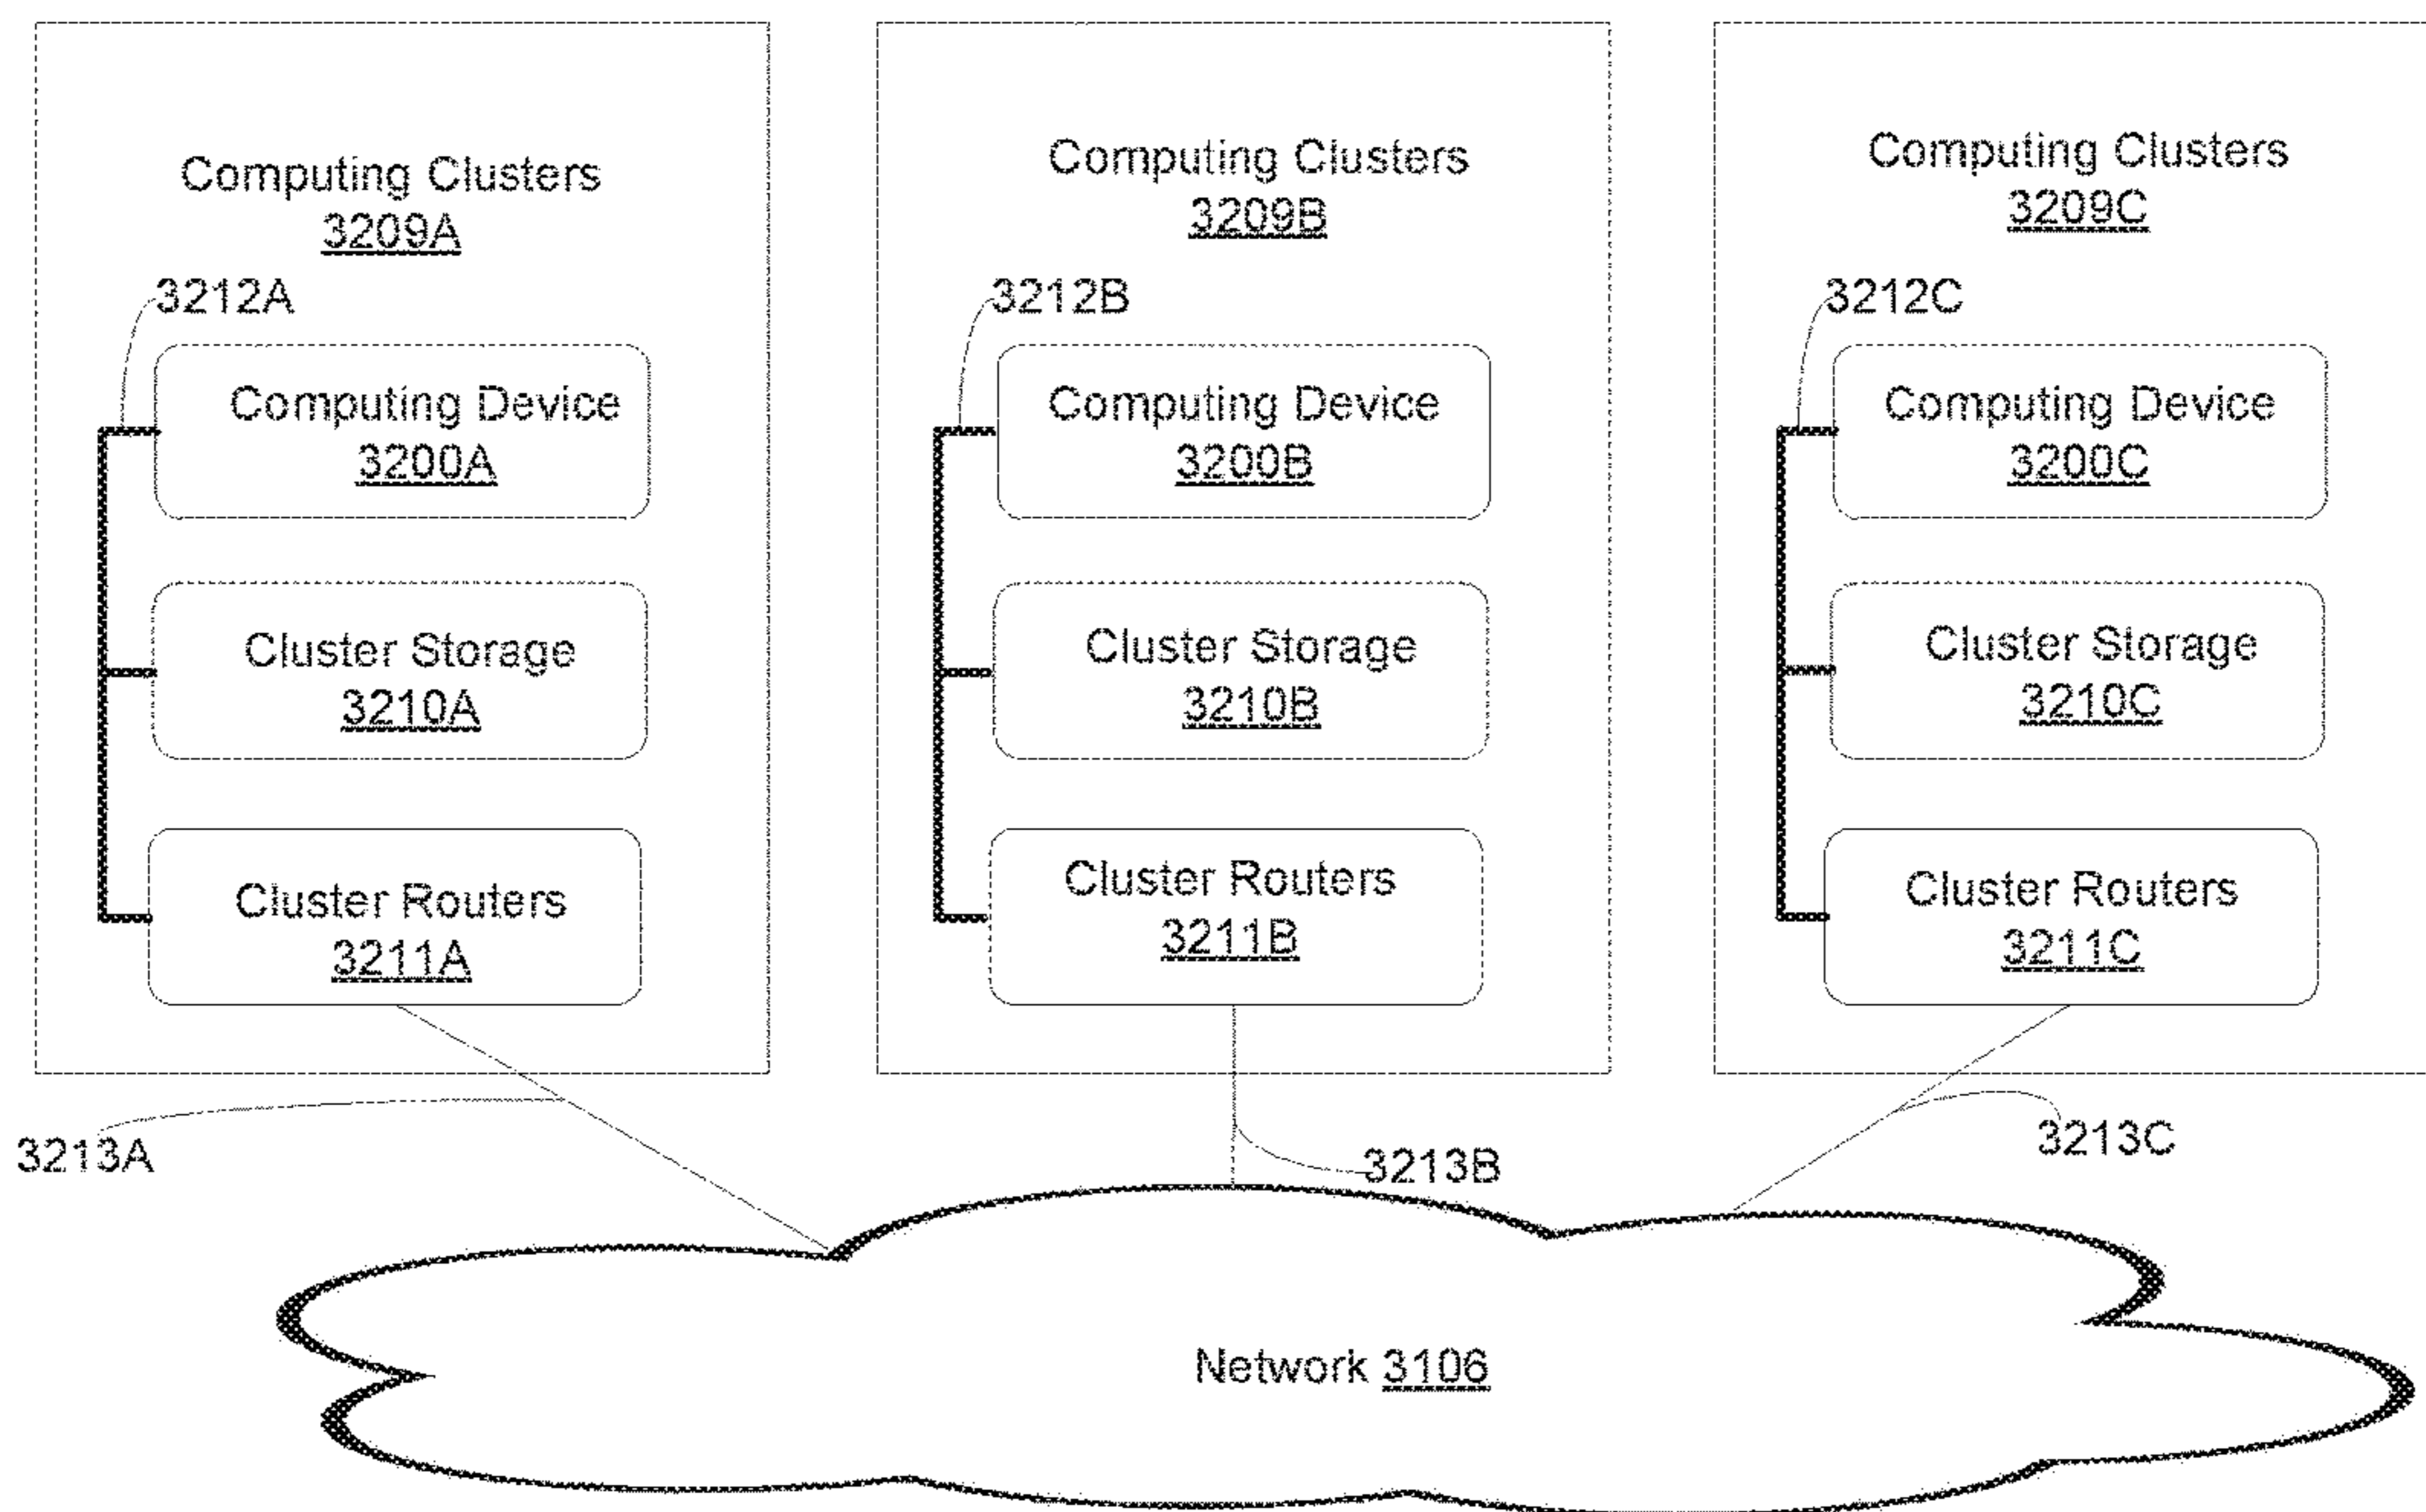 Computing Clusters
3209A
3212A
Computing Device
3200A
Cluster Storage
3210A
Cluster Routers
3211A
3213A
Computing Clusters
3209B
3212B
Computing Device
3200B
Cluster Storage
3210B
Cluster Routers
3211B
3213B
Computing Clusters
3209C
3212C
Computing Device
3200C
Cluster Storage
3210C
Cluster Routers
3211C
3213C
Network 3106